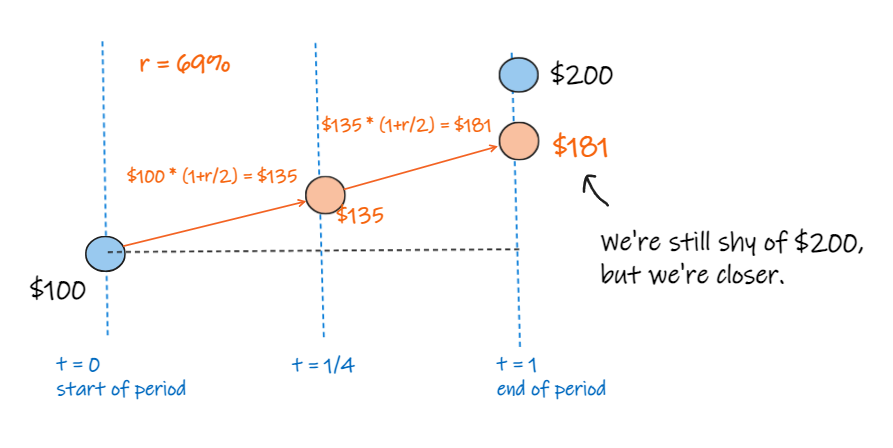 r = 69%
$200
$135 * (1+r/2) = $181
$181
$100 * (1+r/2) = $135
$135
We're still shy of $200,
but we're closer.
$100
t = 0
start of period
t = 1/4
t = 1
end of period